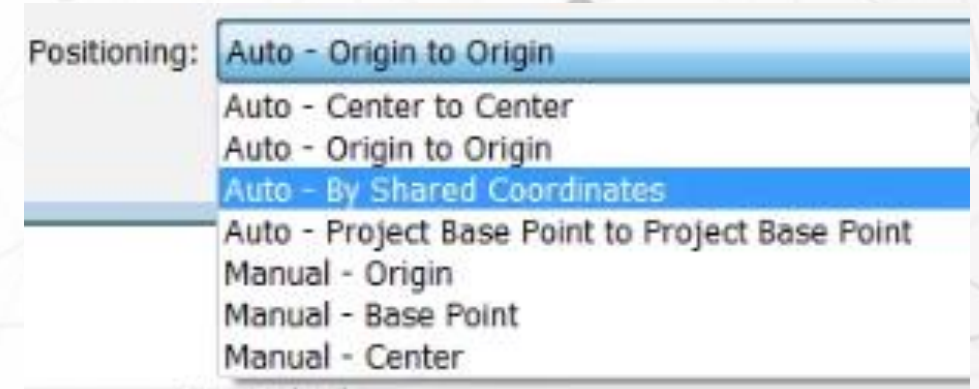 Positioning: Auto - Origin to Origin
Auto - Center to Center
Auto - Origin to Origin
Auto - By Shared Coordinates
Auto - Project Base Point to Project Base Point
Manual - Origin
Manual - Base Point
Manual - Center